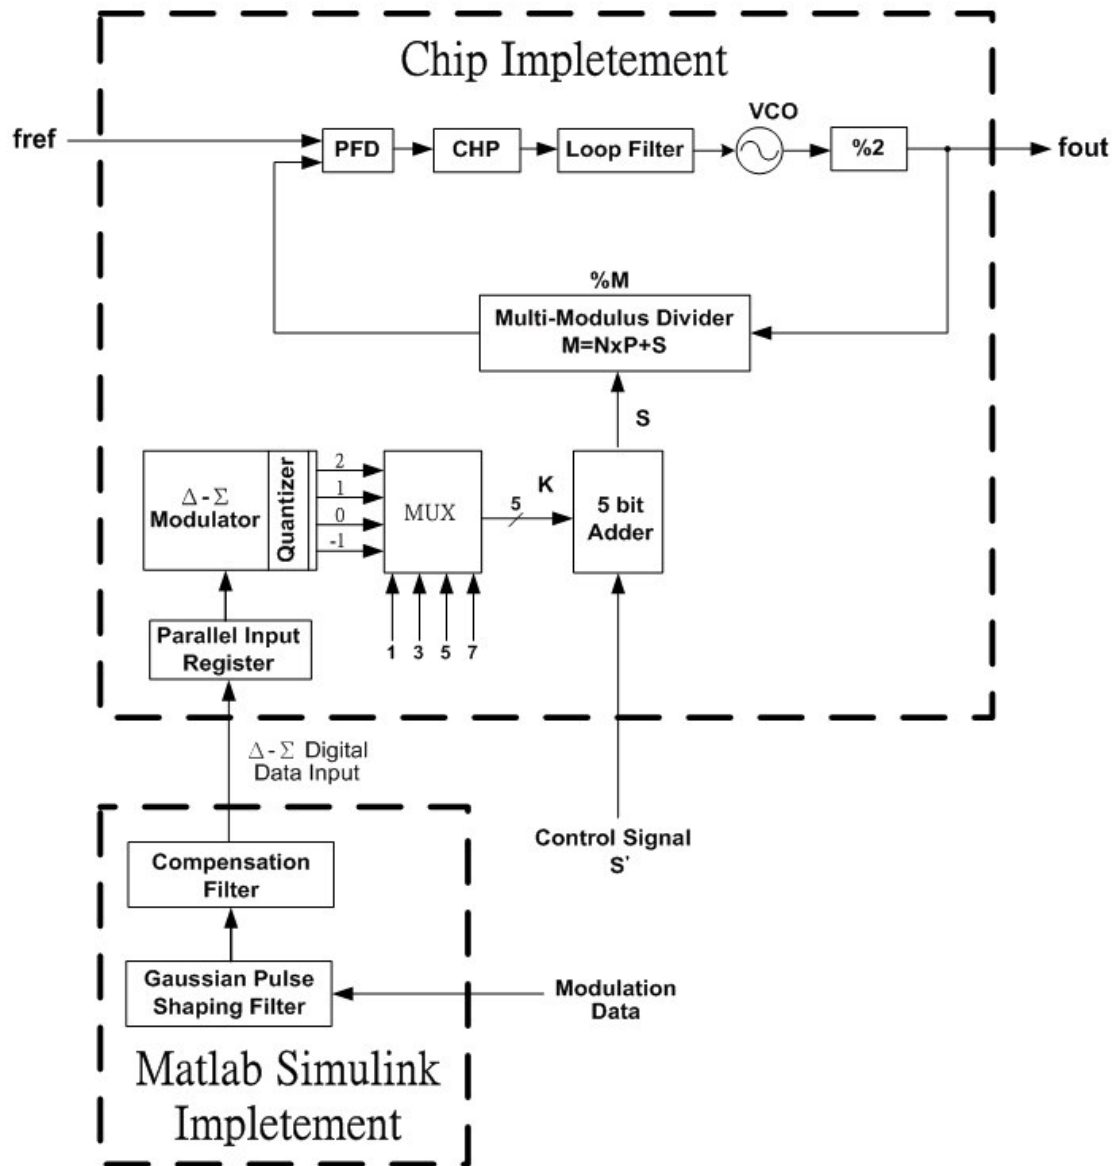 Chip Impletement
VCO
fref
PFD
CHP
Loop Filter
%2
fout
%M
Multi-Modulus Divider
M=NxP+S
S
Δ-Σ
Modulator
Quantizer
2
1
0
-1
MUX
5
K
5 bit
Adder
1 3 5 7
Parallel Input
Register
Δ-Σ Digital
Data Input
Control Signal
S'
Compensation
Filter
Gaussian Pulse
Shaping Filter
Modulation
Data
Matlab Simulink
Impletement